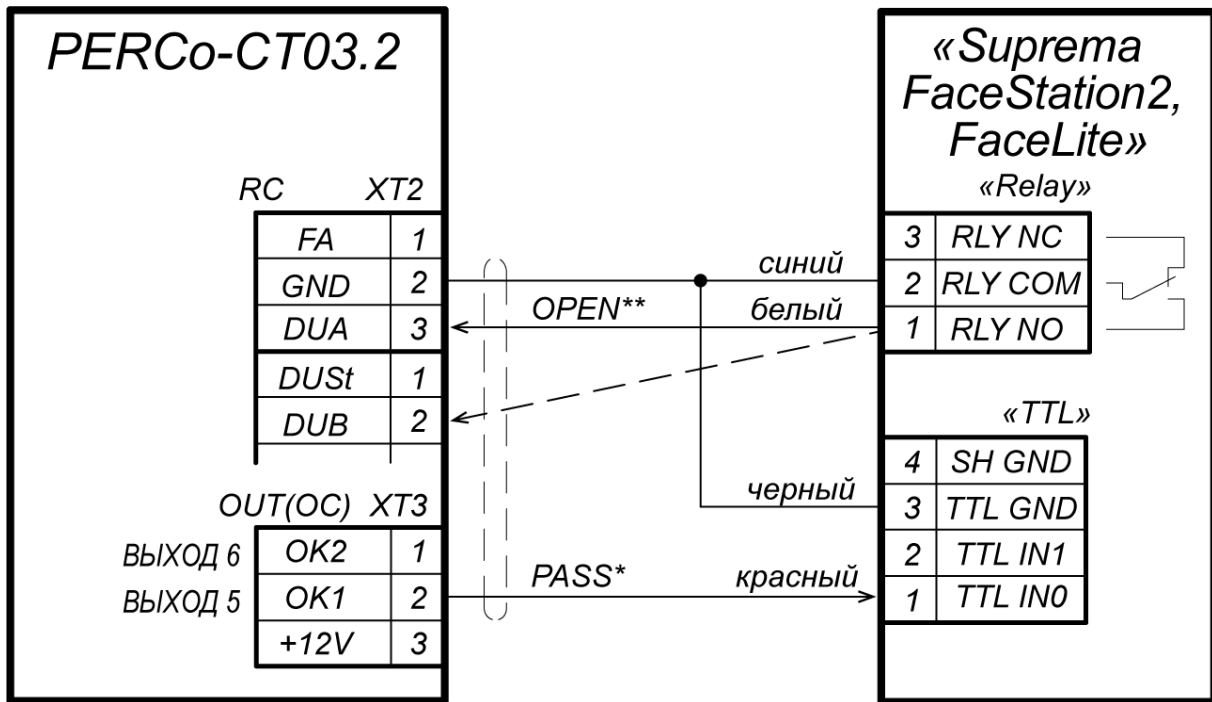 PERCo-CT03.2
RC XT2
FA 1
GND 2
DUA 3
DUSt 1
DUB 2
OUT(OC) XT3
ВЫХОД 6 OK2 1
ВЫХОД 5 OK1 2
+12V 3
синий
OPEN** белый
черный
PASS* красный
«Suprema
FaceStation2,
FaceLite»
«Relay»
3 RLY NC
2 RLY COM
1 RLY NO
«TTL»
4 SH GND
3 TTL GND
2 TTL IN1
1 TTL IN0